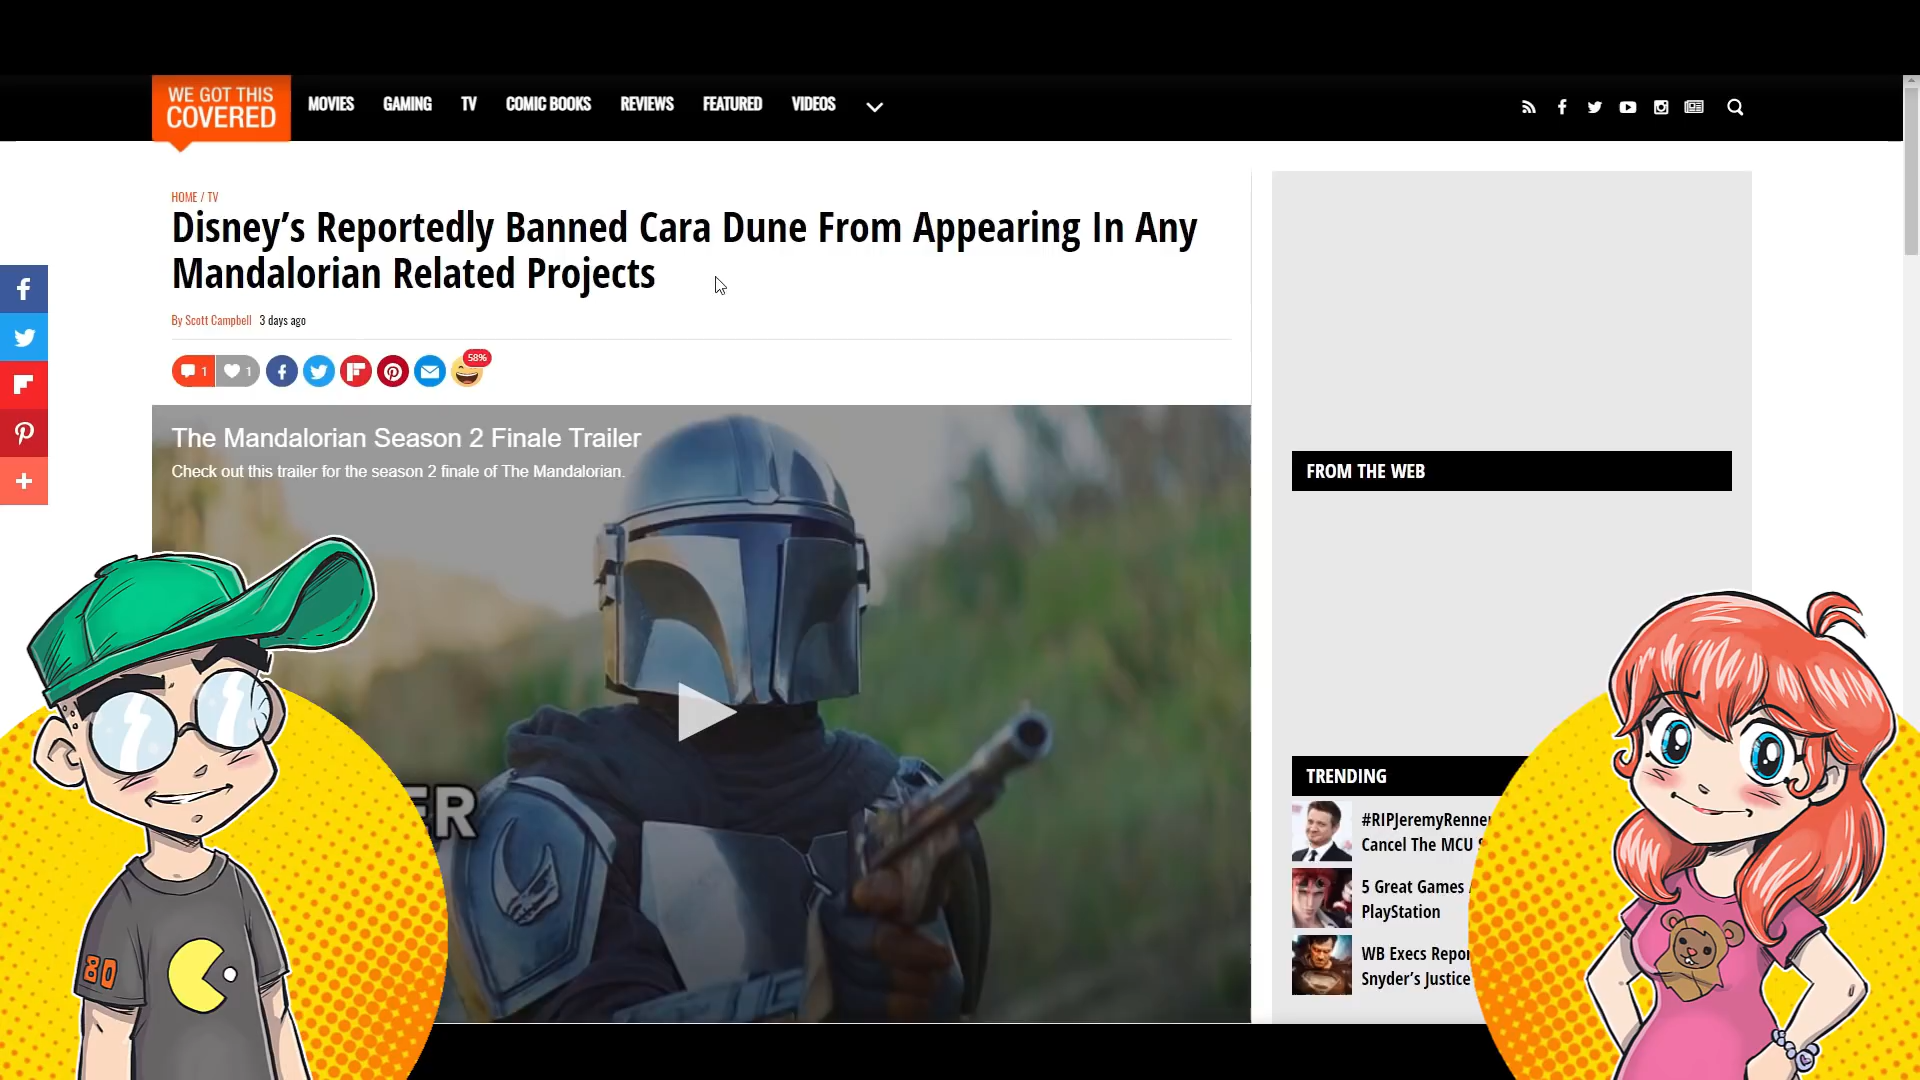 WE GOT THIS
COVERED
MOVIES GAMING TV COMIC BOOKS REVIEWS FEATURED VIDEOS
HOME / TV
Disney’s Reportedly Banned Cara Dune From Appearing In Any
Mandalorian Related Projects
By Scott Campbell 3 days ago
1 1 58%
The Mandalorian Season 2 Finale Trailer
Check out this trailer for the season 2 finale of The Mandalorian.
FROM THE WEB
TRENDING
#RIPJeremyRenner
Cancel The MCU
5 Great Games
PlayStation
WB Execs
Snyder’s Justice
80